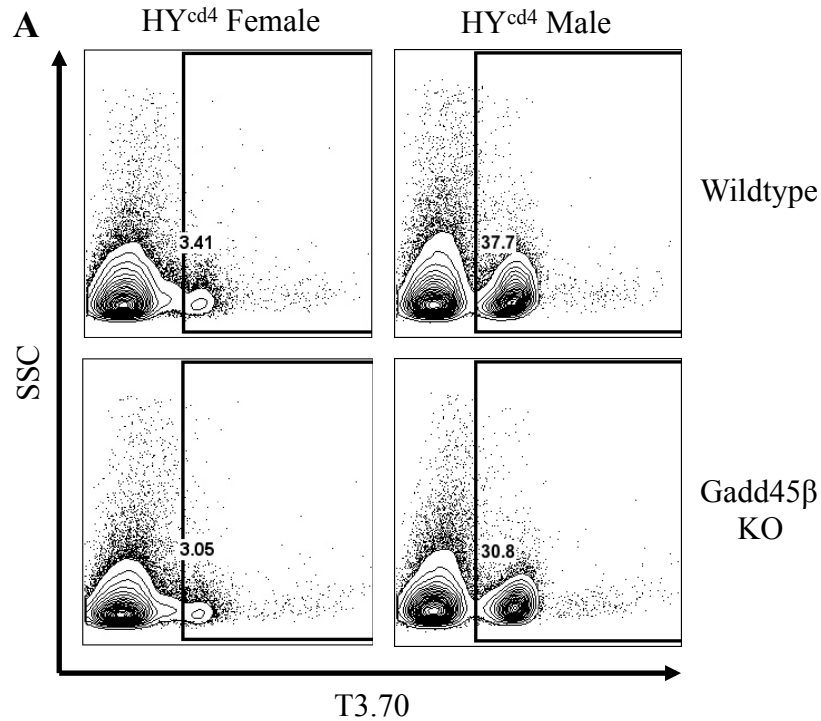 A
HYcd4 Female
HYcd4 Male
3.41
37.7
Wildtype
SSC
3.05
30.8
Gadd45β
KO
T3.70